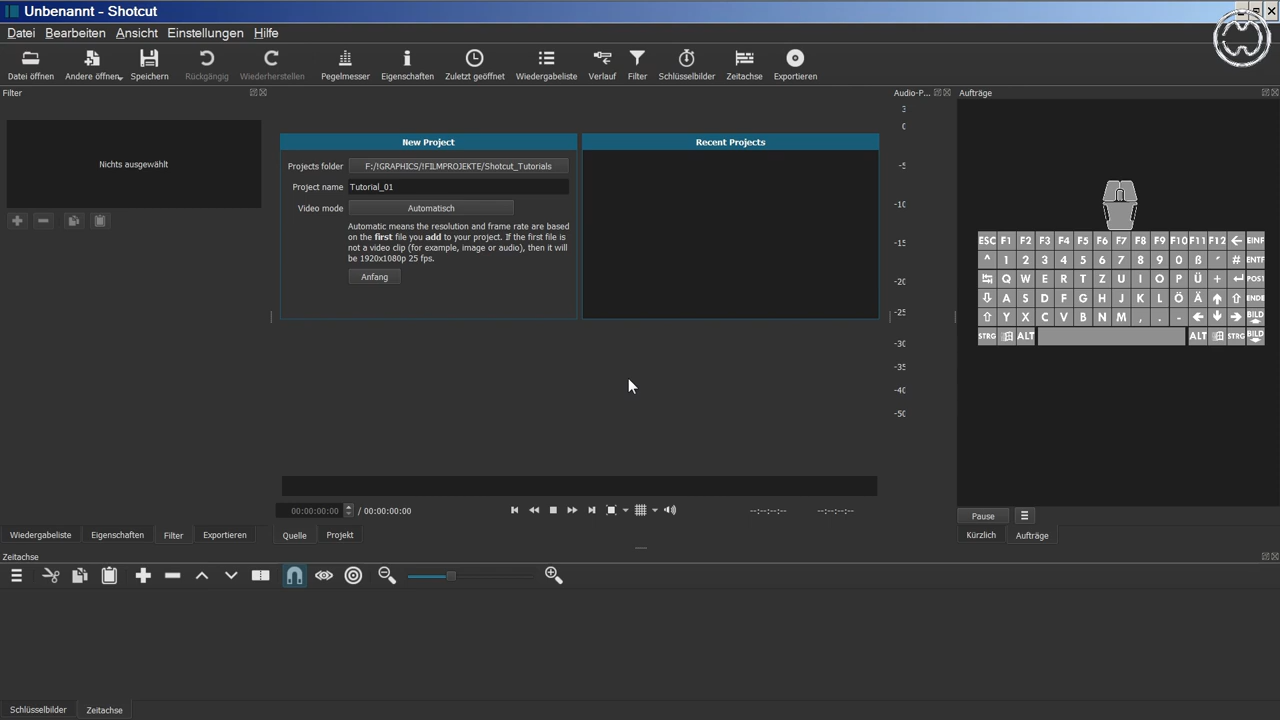 Unbenannt - Shotcut
Datei Bearbeiten Ansicht Einstellungen Hilfe
Datei öffnen Andere öffnen Speichern Rückgängig Wiederherstellen Pegelmesser Eigenschaften Zuletzt geöffnet Wiedergabeliste Verlauf Filter Schlüsselbilder Zeitachse Exportieren
Filter
Audio-P...
Aufträge
Nichts ausgewählt
New Project
Projects folder F:/!GRAPHICS/!FILMPROJEKTE/Shotcut_Tutorials
Project name Tutorial_01
Video mode Automatisch
Automatic means the resolution and frame rate are based
on the first file you add to your project. If the first file is
not a video clip (for example, image or audio), then it will
be 1920x1080p 25 fps.
Anfang
Recent Projects
3
0
-5
-10
-15
-20
-25
-30
-35
-40
-50
ESC F1 F2 F3 F4 F5 F6 F7 F8 F9 F10 F11 F12 ← EINF
^ 1 2 3 4 5 6 7 8 9 0 ß ´ # ENTF
Q W E R T Z U I O P Ü + POS1
A S D F G H J K L Ö Ä ENDE
Y X C V B N M , . - BILD
STRG ALT ALT STRG BILD
00:00:00:00 / 00:00:00:00
--:--:--:-- --:--:--:--
Pause
Wiedergabeliste Eigenschaften Filter Exportieren
Quelle Projekt
Kürzlich Aufträge
Zeitachse
Schlüsselbilder Zeitachse